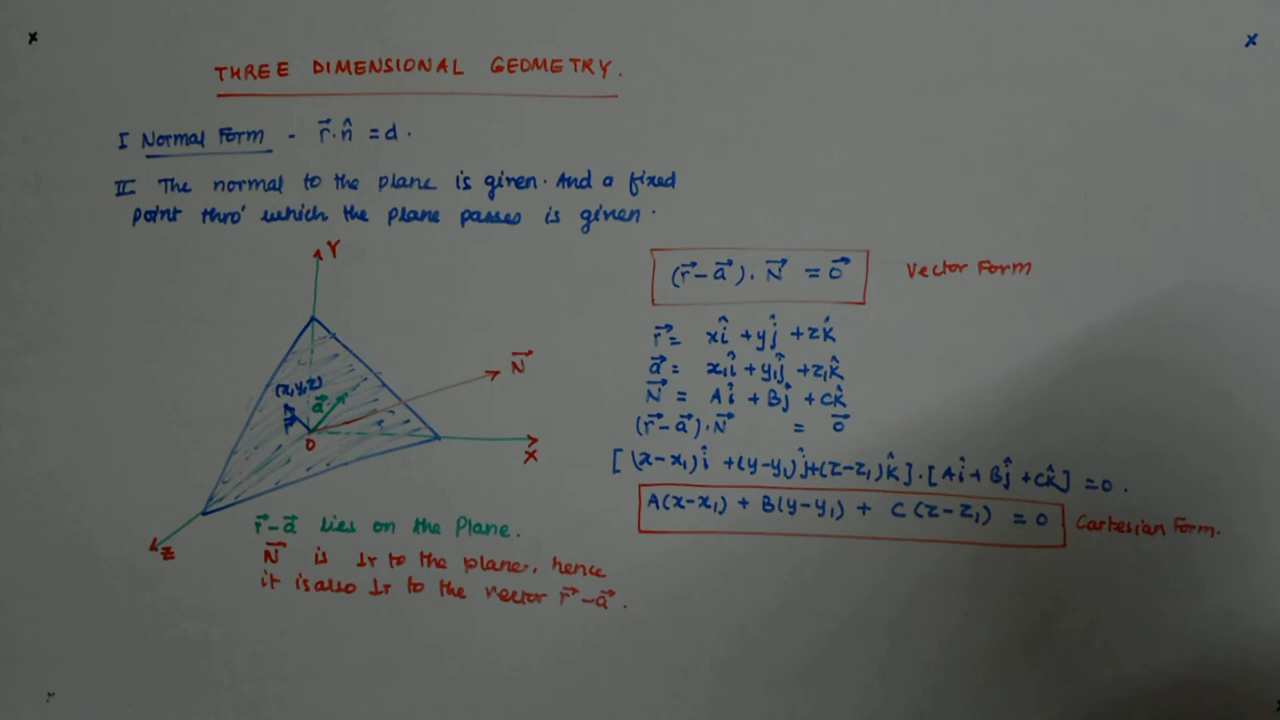 x
x
THREE DIMENSIONAL GEOMETRY.
I Normal Form - r⃗.n̂ = d.
II The normal to the plane is given. And a fixed
point thro' which the plane passes is given.
Y
N⃗
(x,y,z)
a⃗
O
X
Z
r⃗-a⃗ lies on the Plane.
N⃗ is ⊥r to the plane, hence
it is also ⊥r to the vector r⃗-a⃗.
(r⃗-a⃗). N⃗ = 0⃗ Vector Form
r⃗ = xî + yĵ + zk̂
a⃗ = x₁î + y₁ĵ + z₁k̂
N⃗ = Aî + Bĵ + Ck̂
(r⃗-a⃗).N⃗ = 0⃗
[(x-x₁)î + (y-y₁)ĵ + (z-z₁)k̂].[Aî + Bĵ + Ck̂] = 0.
A(x-x₁) + B(y-y₁) + C(z-z₁) = 0 Cartesian Form.